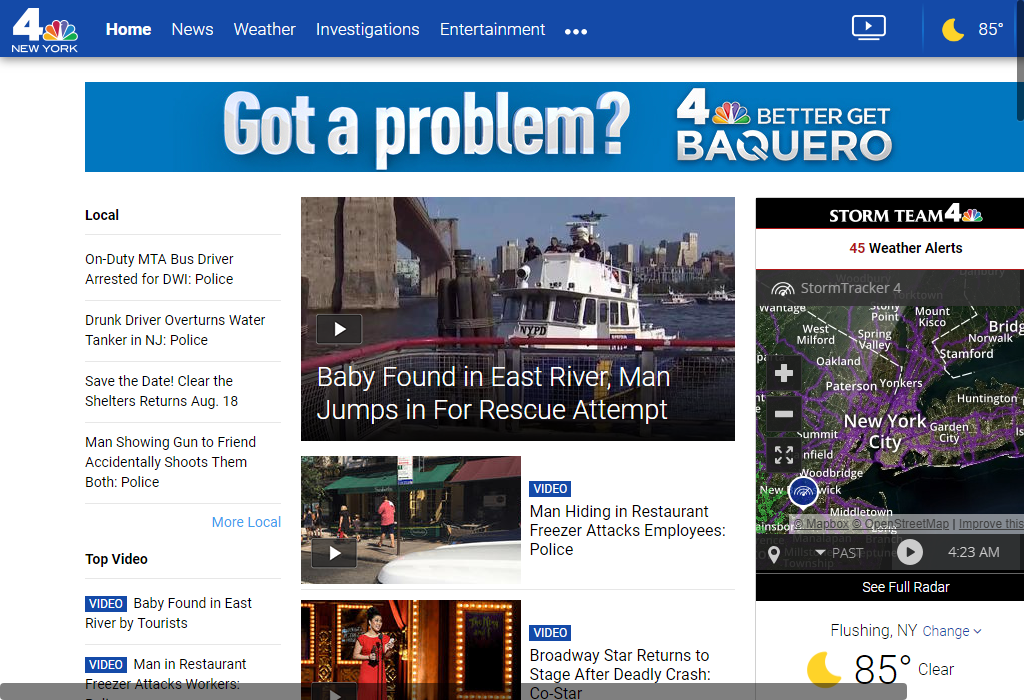 4
NEW YORK
Home News Weather Investigations Entertainment
85°
Got a problem?
4 BETTER GET
BAQUERO
Local
On-Duty MTA Bus Driver
Arrested for DWI: Police
Drunk Driver Overturns Water
Tanker in NJ: Police
Save the Date! Clear the
Shelters Returns Aug. 18
Man Showing Gun to Friend
Accidentally Shoots Them
Both: Police
More Local
Top Video
VIDEO Baby Found in East
River by Tourists
VIDEO Man in Restaurant
Freezer Attacks Workers:
NYPD
Baby Found in East River, Man
Jumps in For Rescue Attempt
VIDEO
Man Hiding in Restaurant
Freezer Attacks Employees:
Police
VIDEO
Broadway Star Returns to
Stage After Deadly Crash:
Co-Star
STORM TEAM 4
45 Weather Alerts
Danbury
Woodbury
StormTracker 4
Yorktown
Wantage
Stony
Point
Mount
Kisco
West
Milford
Spring
Valley
Norwalk
Stamford
Oakland
Paterson
Yonkers
Huntington
New York
City
Garden
City
Summit
Woodbridge
New
wick
Middletown
© Mapbox © OpenStreetMap | Improve this
Manalapan
Township
PAST
4:23 AM
See Full Radar
Flushing, NY Change
85° Clear